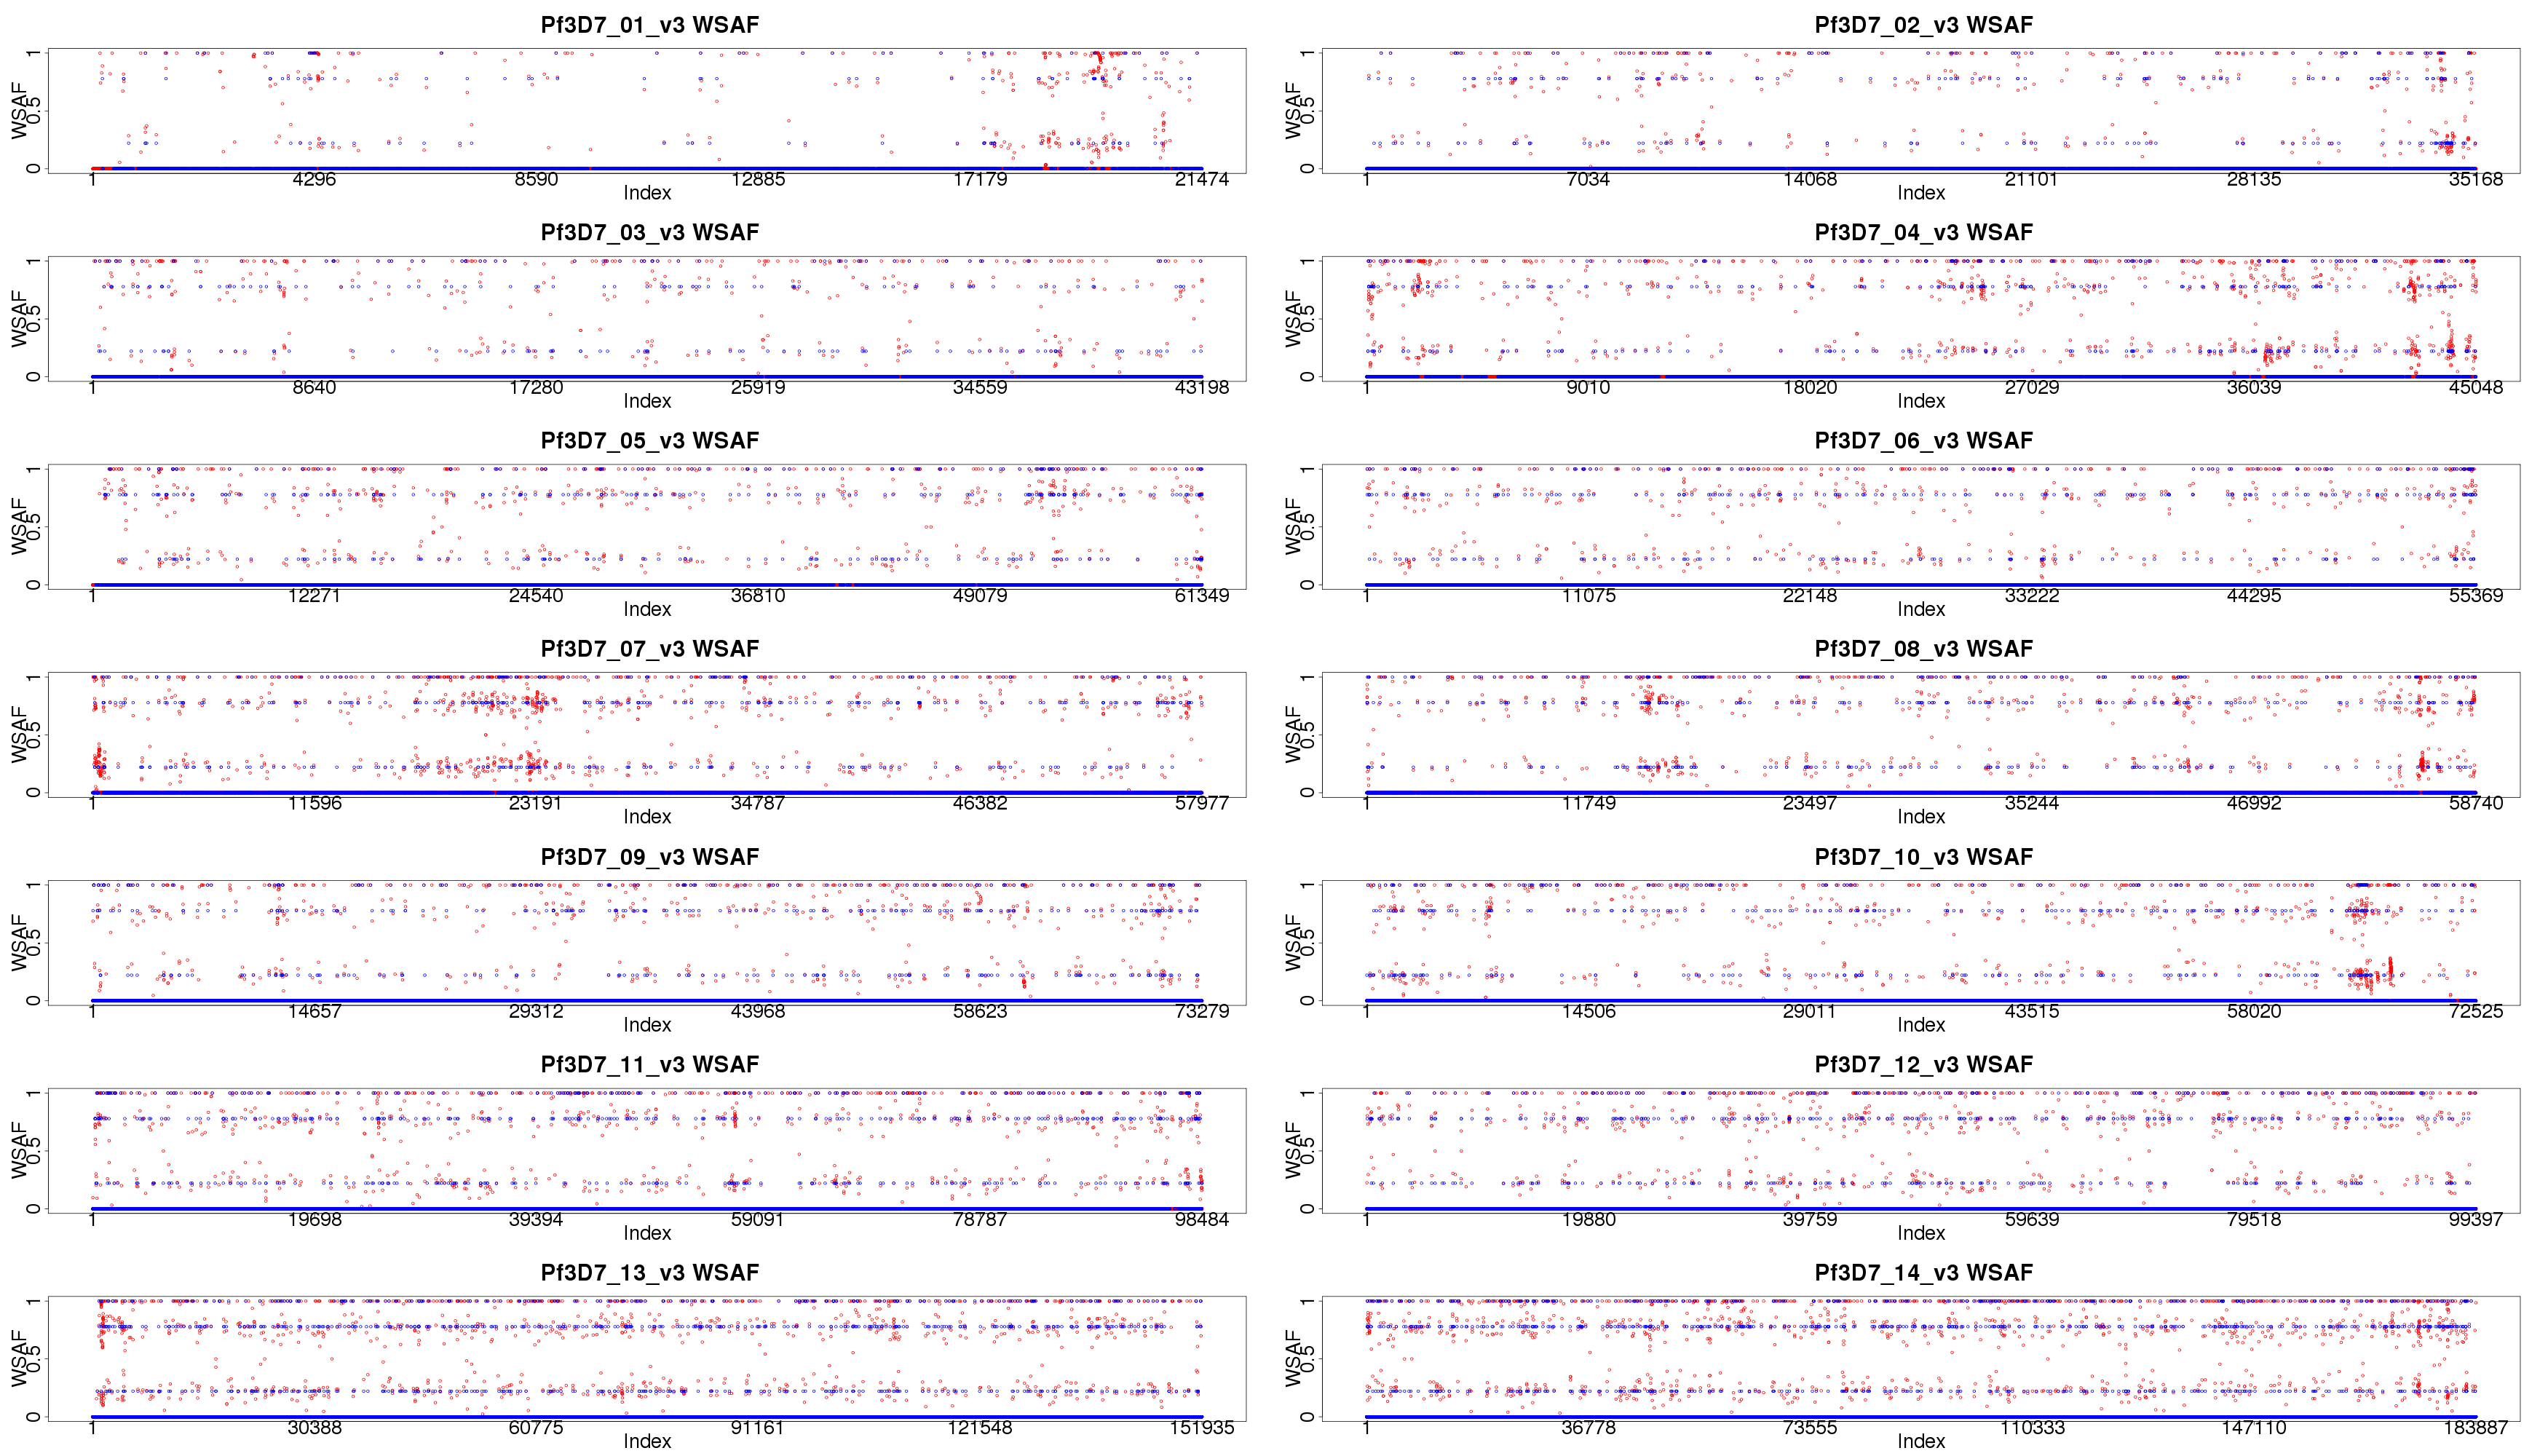 Pf3D7_01_v3 WSAF
WSAF
0 0.5 1
1 4296 8590 12885 17179 21474
Index
Pf3D7_02_v3 WSAF
WSAF
0 0.5 1
1 7034 14068 21101 28135 35168
Index
Pf3D7_03_v3 WSAF
WSAF
0 0.5 1
1 8640 17280 25919 34559 43198
Index
Pf3D7_04_v3 WSAF
WSAF
0 0.5 1
1 9010 18020 27029 36039 45048
Index
Pf3D7_05_v3 WSAF
WSAF
0 0.5 1
1 12271 24540 36810 49079 61349
Index
Pf3D7_06_v3 WSAF
WSAF
0 0.5 1
1 11075 22148 33222 44295 55369
Index
Pf3D7_07_v3 WSAF
WSAF
0 0.5 1
1 11596 23191 34787 46382 57977
Index
Pf3D7_08_v3 WSAF
WSAF
0 0.5 1
1 11749 23497 35244 46992 58740
Index
Pf3D7_09_v3 WSAF
WSAF
0 0.5 1
1 14657 29312 43968 58623 73279
Index
Pf3D7_10_v3 WSAF
WSAF
0 0.5 1
1 14506 29011 43515 58020 72525
Index
Pf3D7_11_v3 WSAF
WSAF
0 0.5 1
1 19698 39394 59091 78787 98484
Index
Pf3D7_12_v3 WSAF
WSAF
0 0.5 1
1 19880 39759 59639 79518 99397
Index
Pf3D7_13_v3 WSAF
WSAF
0 0.5 1
1 30388 60775 91161 121548 151935
Index
Pf3D7_14_v3 WSAF
WSAF
0 0.5 1
1 36778 73555 110333 147110 183887
Index